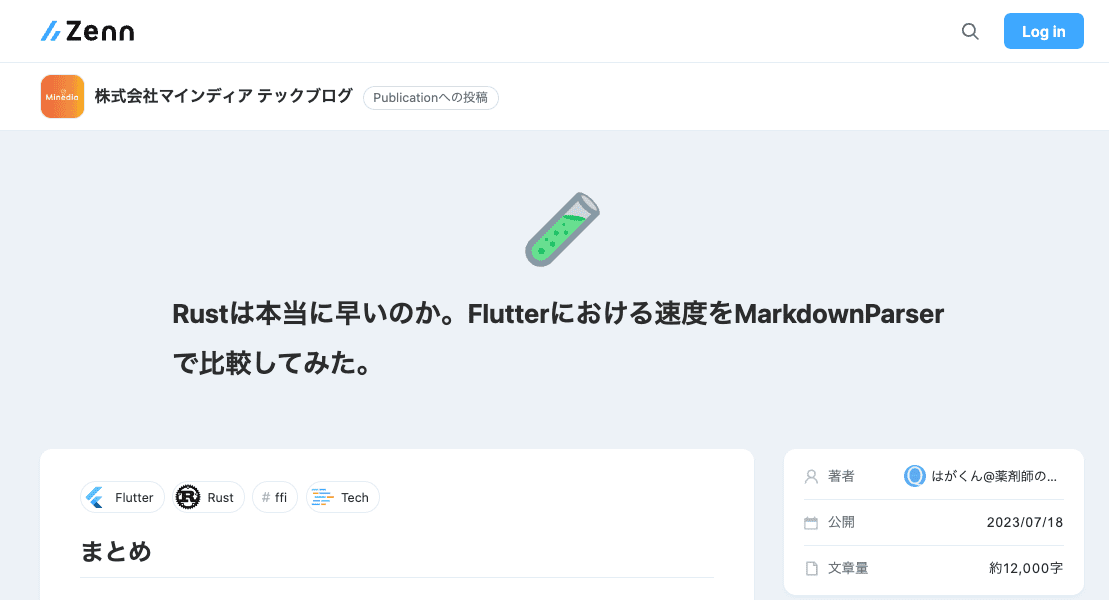 Zenn
Log in
Minedia
株式会社マインディア テックブログ
Publicationへの投稿
Rustは本当に早いのか。Flutterにおける速度をMarkdownParser
で比較してみた。
Flutter
Rust
# ffi
Tech
まとめ
著者
はがくん@薬剤師の...
公開
2023/07/18
文章量
約12,000字